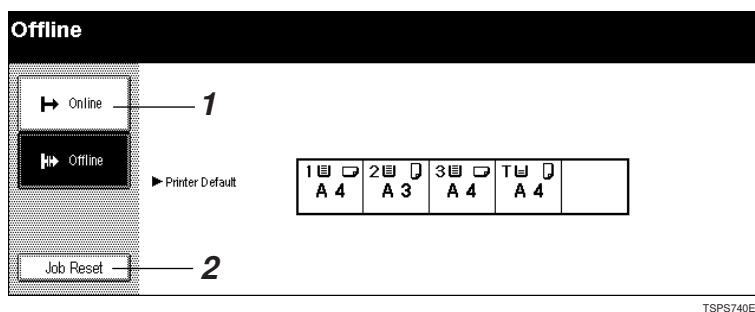 Offline
Online
1
Offline
Printer Default
1 2 3 T
A 4 A 3 A 4 A 4
Job Reset
2
TSPS740E